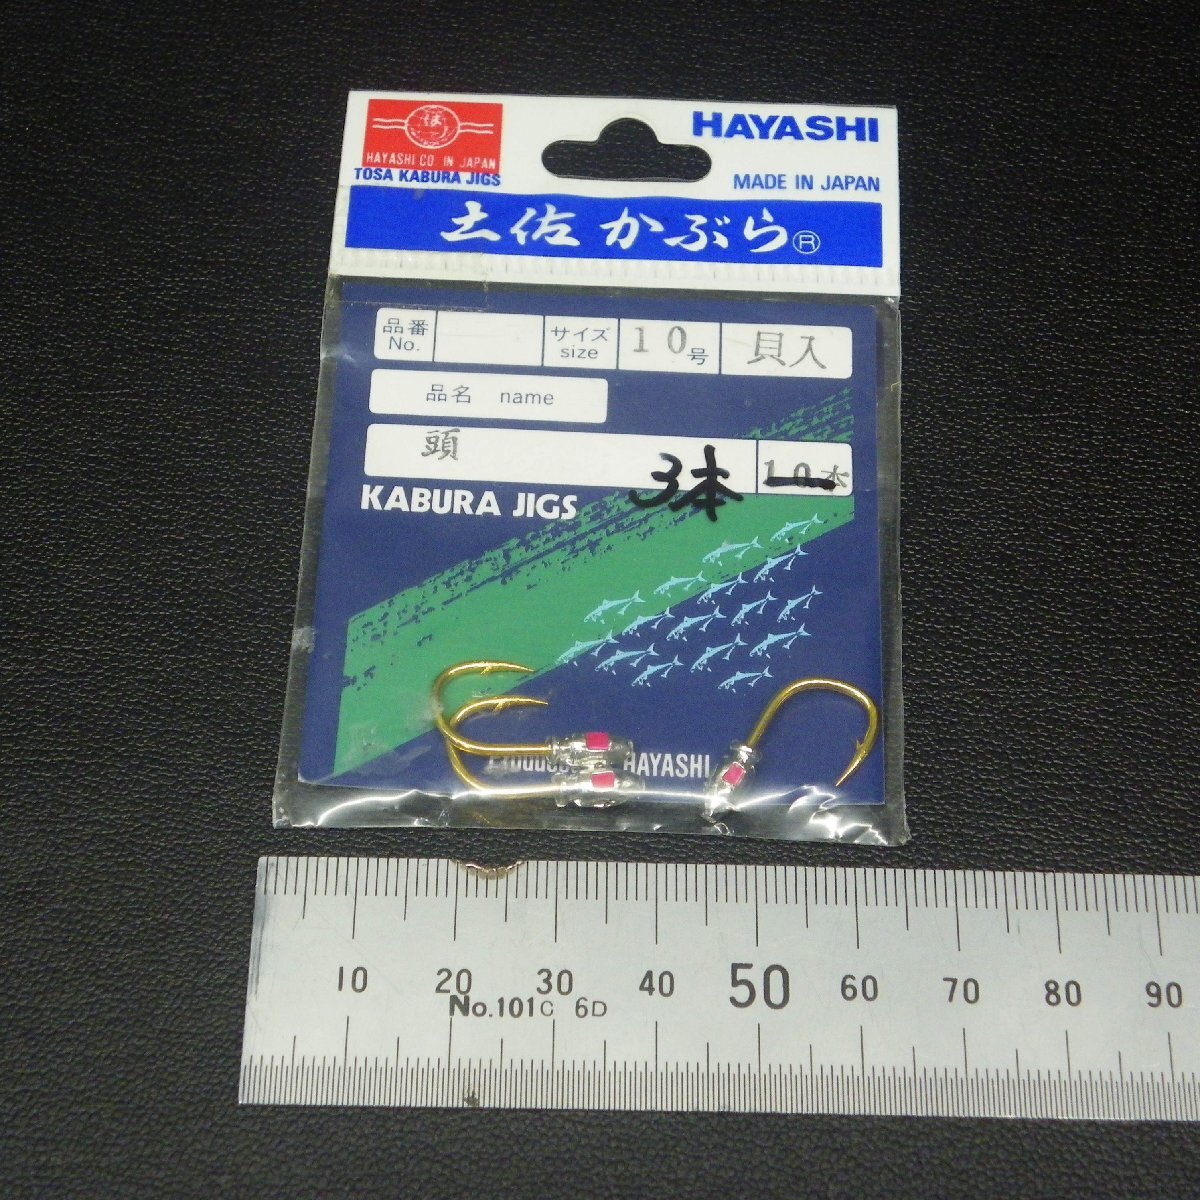 ほ
HAYASHI CO IN JAPAN
TOSA KABURA JIGS
HAYASHI
MADE IN JAPAN
土佐かぶら®
品番 No.
サイズ size
10号
貝入
品名 name
頭
3本
10本
KABURA JIGS
HAYASHI
10 20 30 40 50 60 70 80 90
No.101C 6D